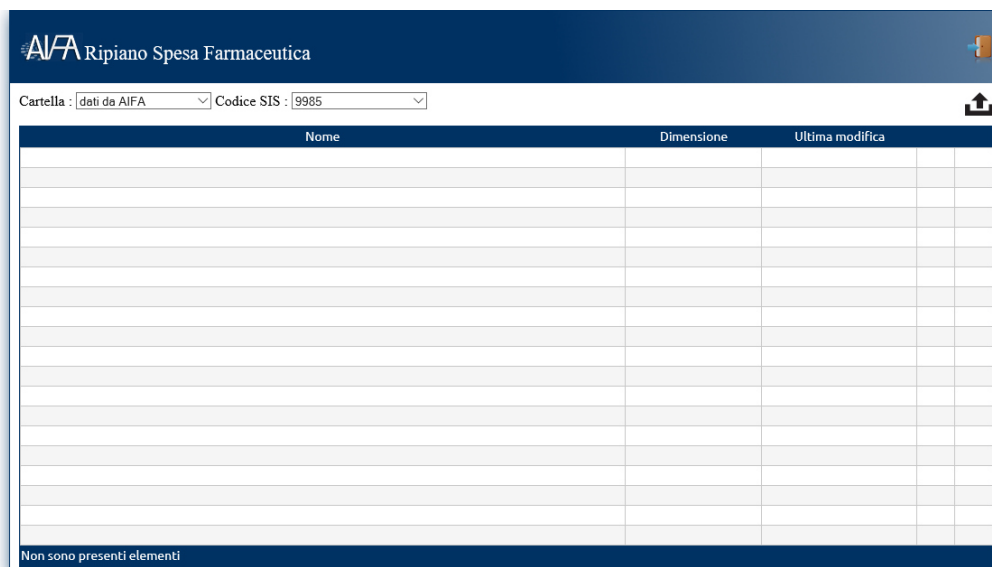 AIFA Ripiano Spesa Farmaceutica
Cartella : dati da AIFA Codice SIS : 9985
Nome Dimensione Ultima modifica
Non sono presenti elementi